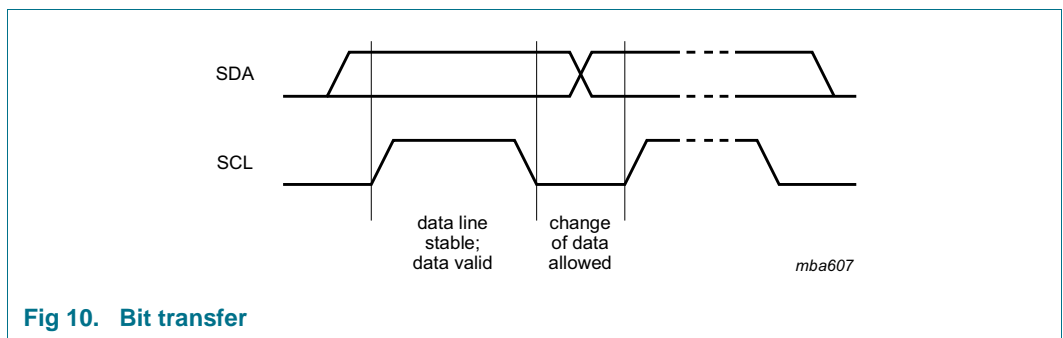 SDA
SCL
data line
stable;
data valid
change
of data
allowed
mba607
Fig 10. Bit transfer